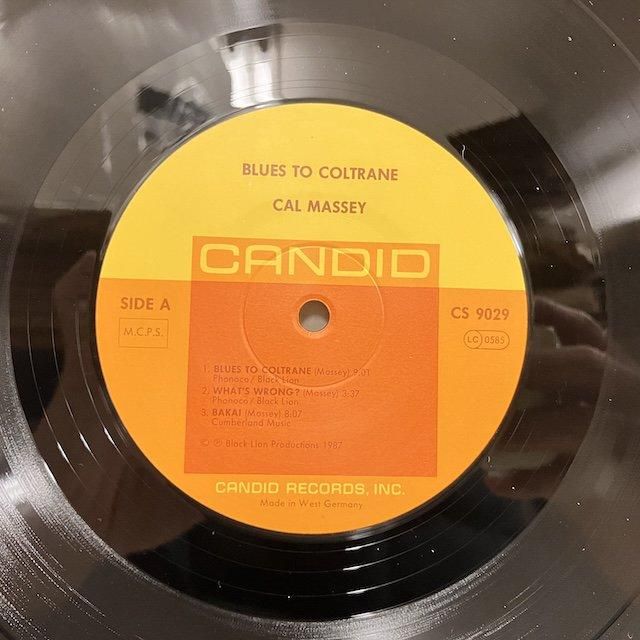 BLUES TO COLTRANE
CAL MASSEY
CANDID
SIDE A
CS 9029
M.C.P.S.
LC 0585
1. BLUES TO COLTRANE (Massey) 9:01
Phonoco / Black Lion
2. WHAT'S WRONG? (Massey) 3:37
Phonoco / Black Lion
3. BAKAI (Massey) 8:07
Cumberland Music
© ℗ Black Lion Productions 1987
CANDID RECORDS, INC.
Made in West Germany